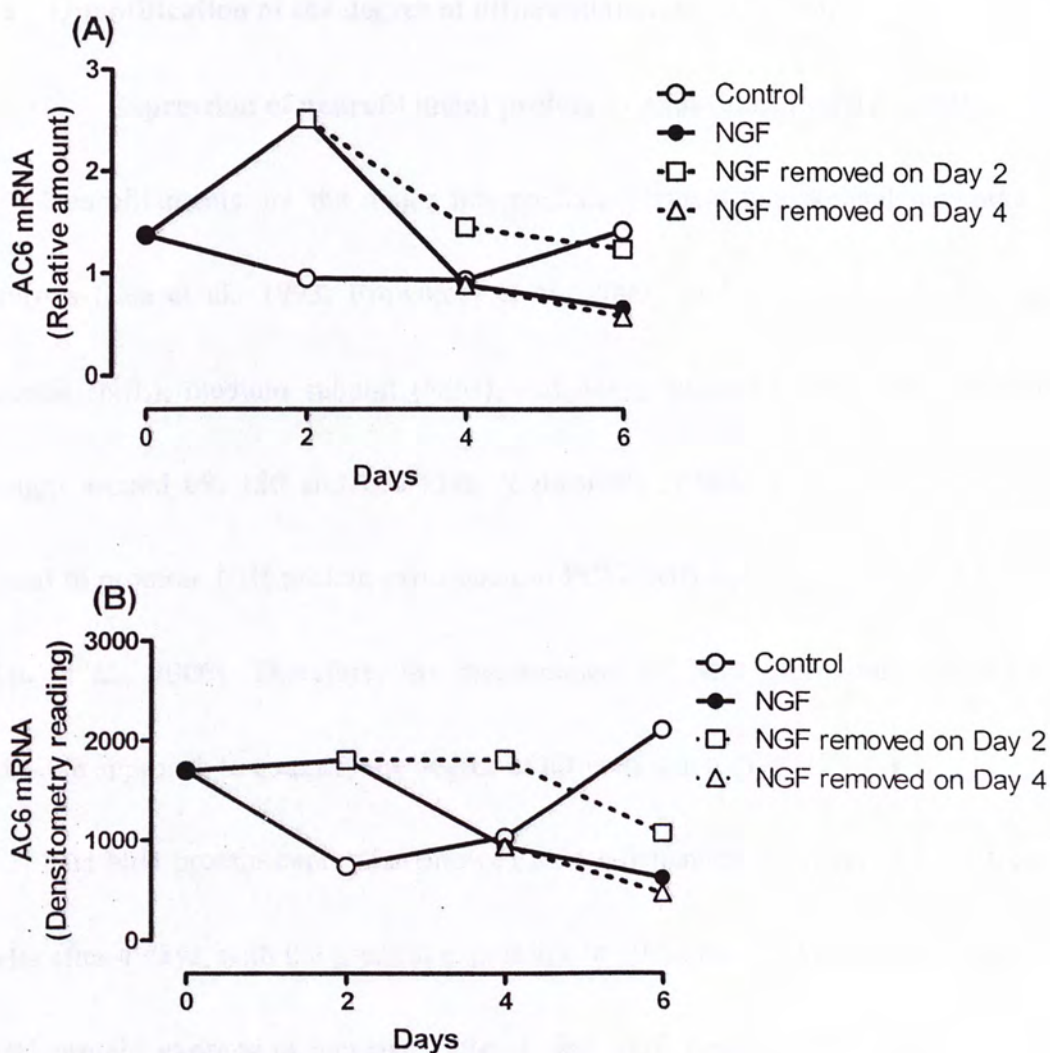 (A)
3
2
1
0
AC6 mRNA
(Relative amount)
0 2 4 6
Days
Control
NGF
NGF removed on Day 2
NGF removed on Day 4
(B)
3000
2000
1000
0
AC6 mRNA
(Densitometry reading)
0 2 4 6
Days
Control
NGF
NGF removed on Day 2
NGF removed on Day 4